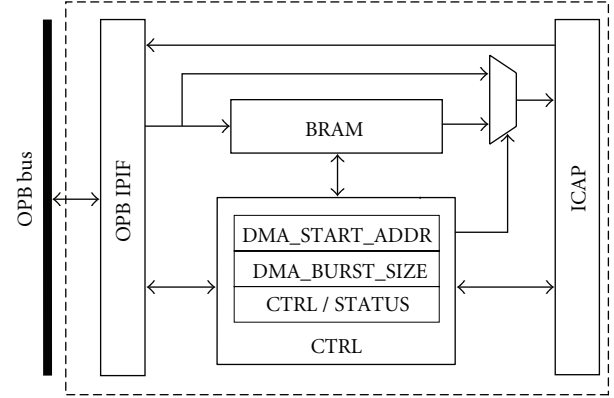 OPB bus
OPB IPIF
BRAM
DMA_START_ADDR
DMA_BURST_SIZE
CTRL / STATUS
CTRL
ICAP